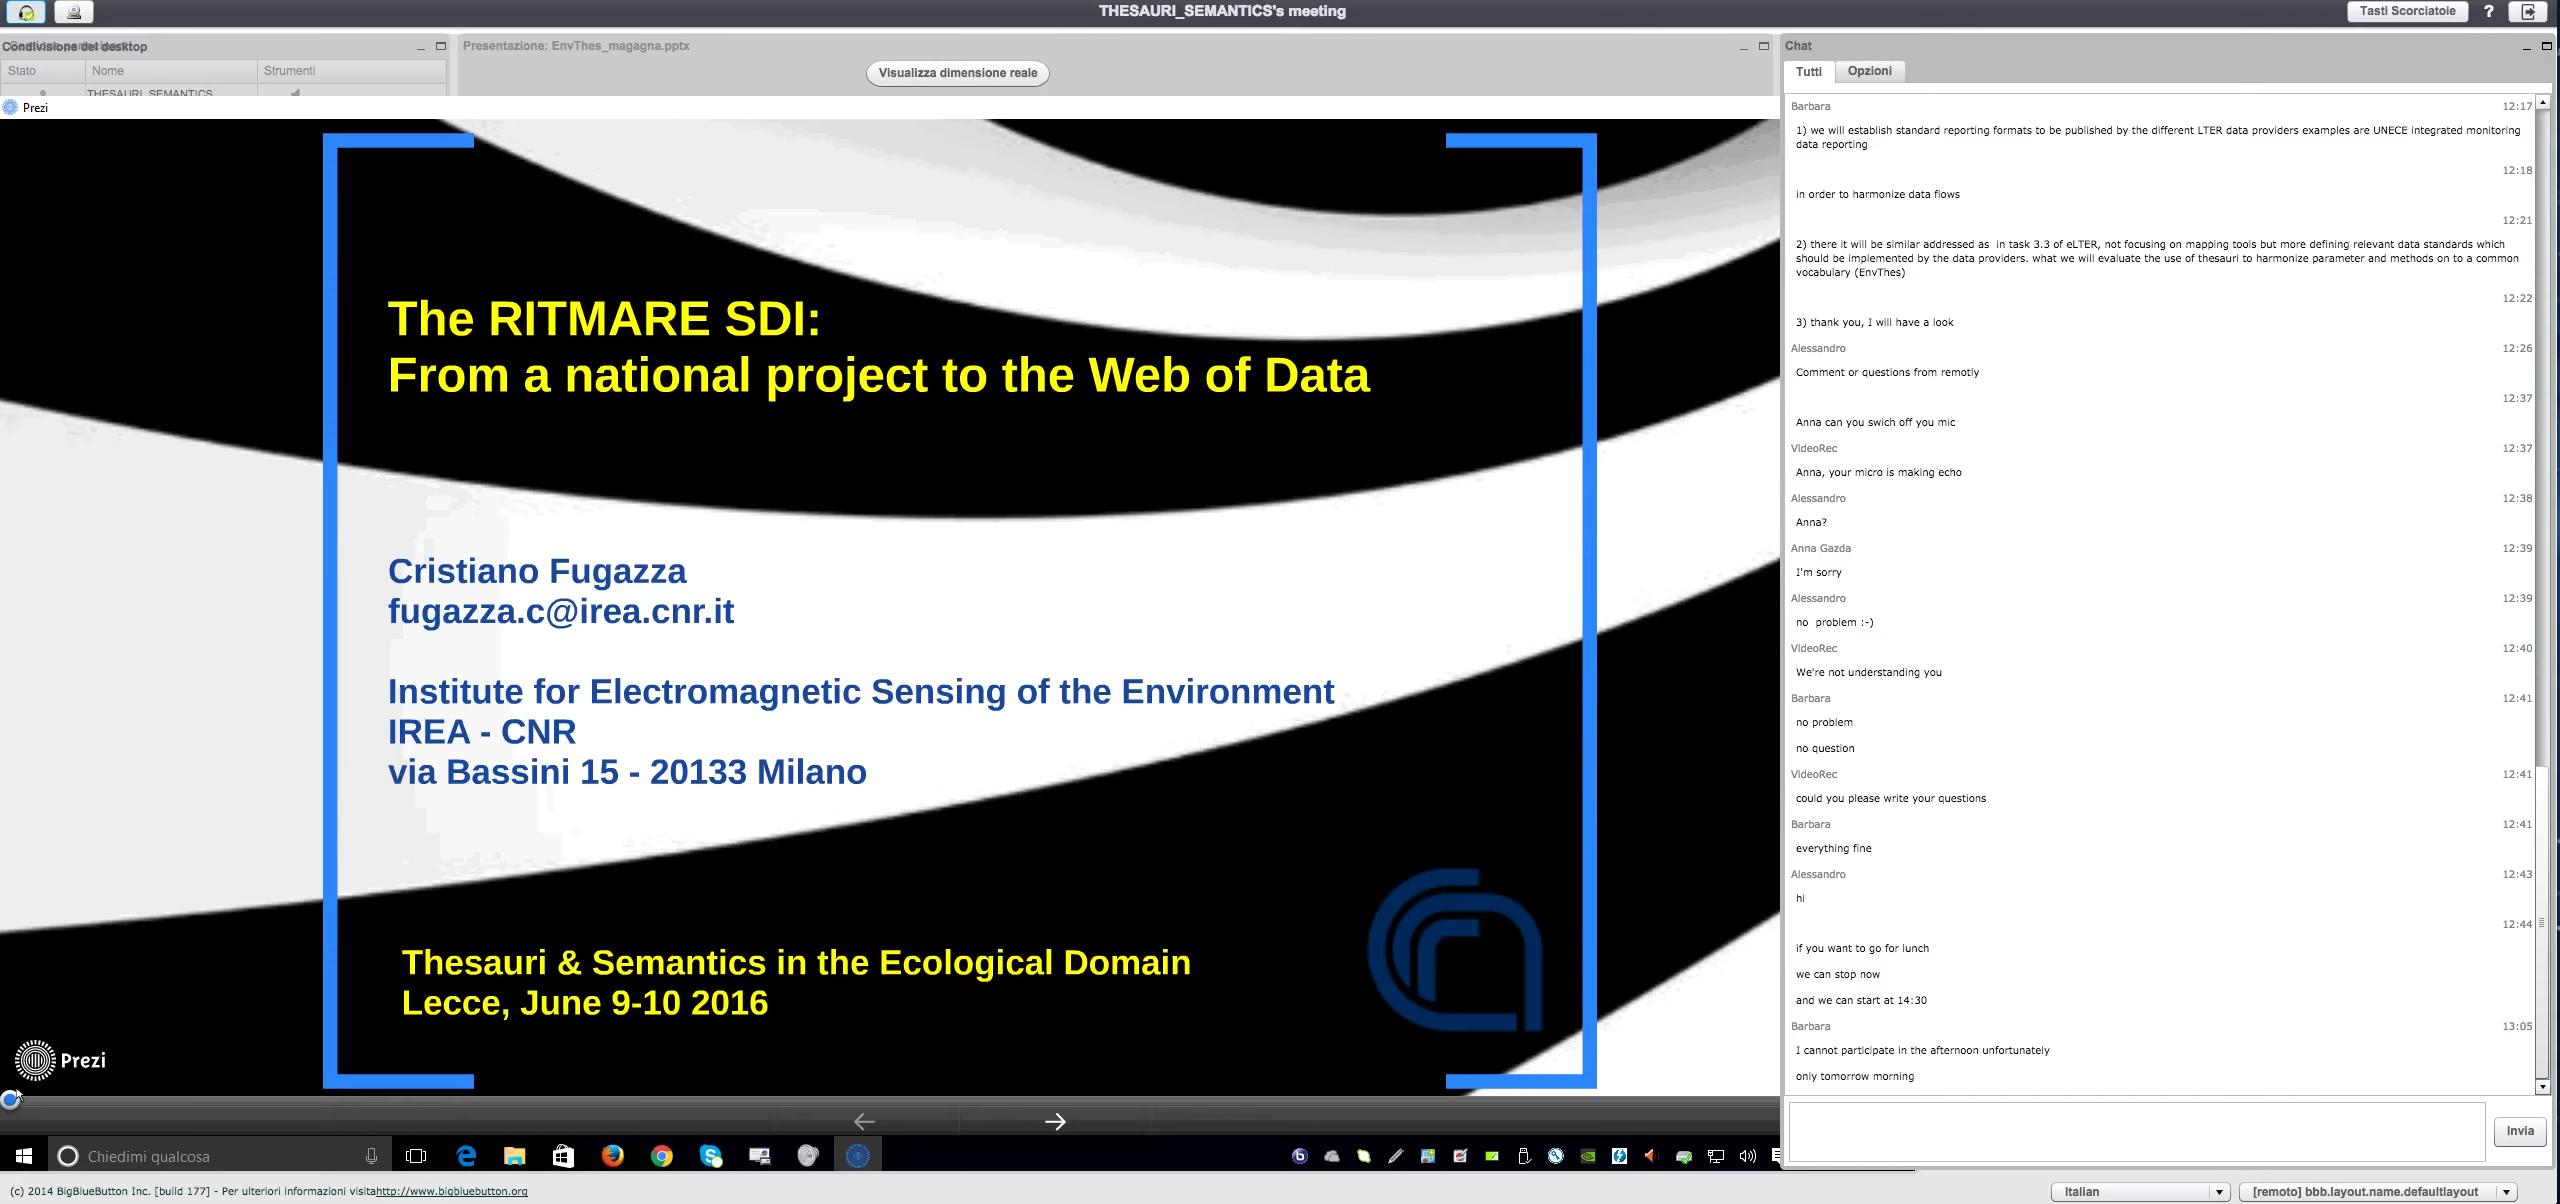 THESAURI_SEMANTICS's meeting
Tasti Scorciatoie
?
Condivisione del desktop
Stato Nome Strumenti
THESAURI_SEMANTICS
Presentazione: EnvThes_magagna.pptx
Visualizza dimensione reale
Prezi
The RITMARE SDI:
From a national project to the Web of Data
Cristiano Fugazza
fugazza.c@irea.cnr.it
Institute for Electromagnetic Sensing of the Environment
IREA - CNR
via Bassini 15 - 20133 Milano
Thesauri & Semantics in the Ecological Domain
Lecce, June 9-10 2016
Prezi
Chiedimi qualcosa
Chat
Tutti Opzioni
Barbara 12:17
1) we will establish standard reporting formats to be published by the different LTER data providers examples are UNECE integrated monitoring
data reporting
12:18
in order to harmonize data flows
12:21
2) there it will be similar addressed as in task 3.3 of eLTER, not focusing on mapping tools but more defining relevant data standards which
should be implemented by the data providers. what we will evaluate the use of thesauri to harmonize parameter and methods on to a common
vocabulary (EnvThes)
12:22
3) thank you, I will have a look
Alessandro 12:26
Comment or questions from remotly
12:37
Anna can you swich off you mic
VideoRec 12:37
Anna, your micro is making echo
Alessandro 12:38
Anna?
Anna Gazda 12:39
I'm sorry
Alessandro 12:39
no problem :-)
VideoRec 12:40
We're not understanding you
Barbara 12:41
no problem
no question
VideoRec 12:41
could you please write your questions
Barbara 12:41
everything fine
Alessandro 12:43
hi
12:44
if you want to go for lunch
we can stop now
and we can start at 14:30
Barbara 13:05
I cannot participate in the afternoon unfortunately
only tomorrow morning
Invia
(c) 2014 BigBlueButton Inc. [build 177] - Per ulteriori informazioni visitahttp://www.bigbluebutton.org
Italian
[remoto] bbb.layout.name.defaultlayout